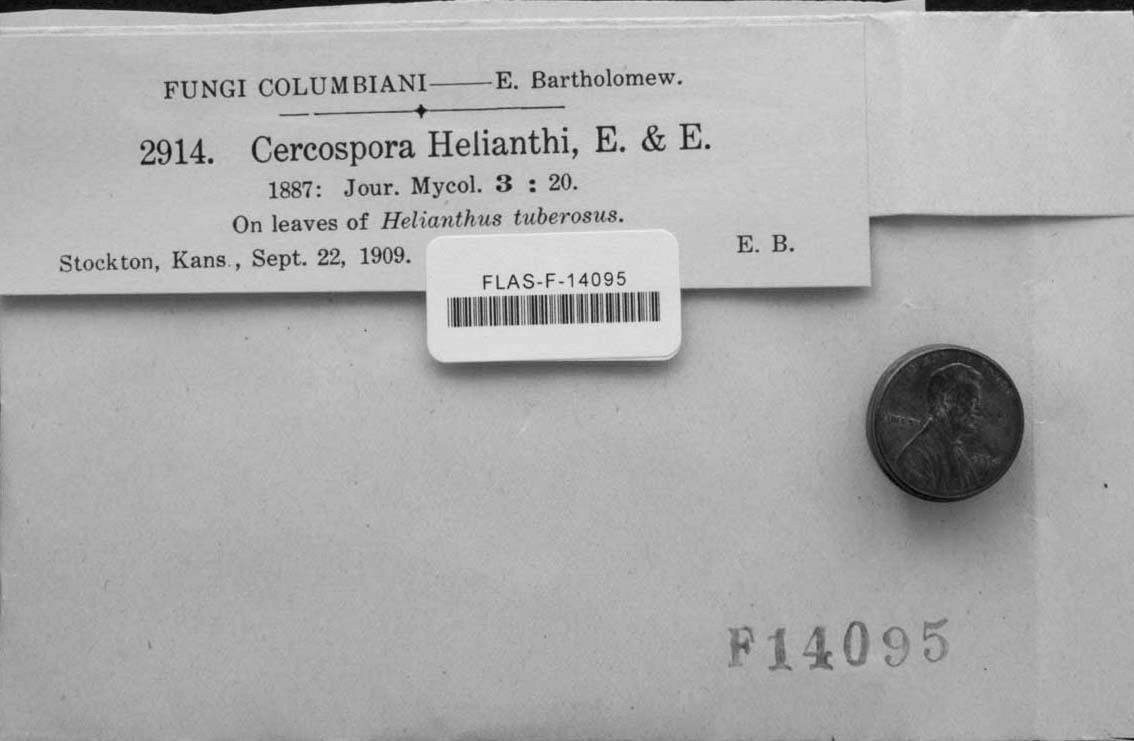 FUNGI COLUMBIANI——E. Bartholomew.
2914. Cercospora Helianthi, E. & E.
1887: Jour. Mycol. 3 : 20.
On leaves of Helianthus tuberosus.
Stockton, Kans., Sept. 22, 1909. E. B.
FLAS-F-14095
F14095